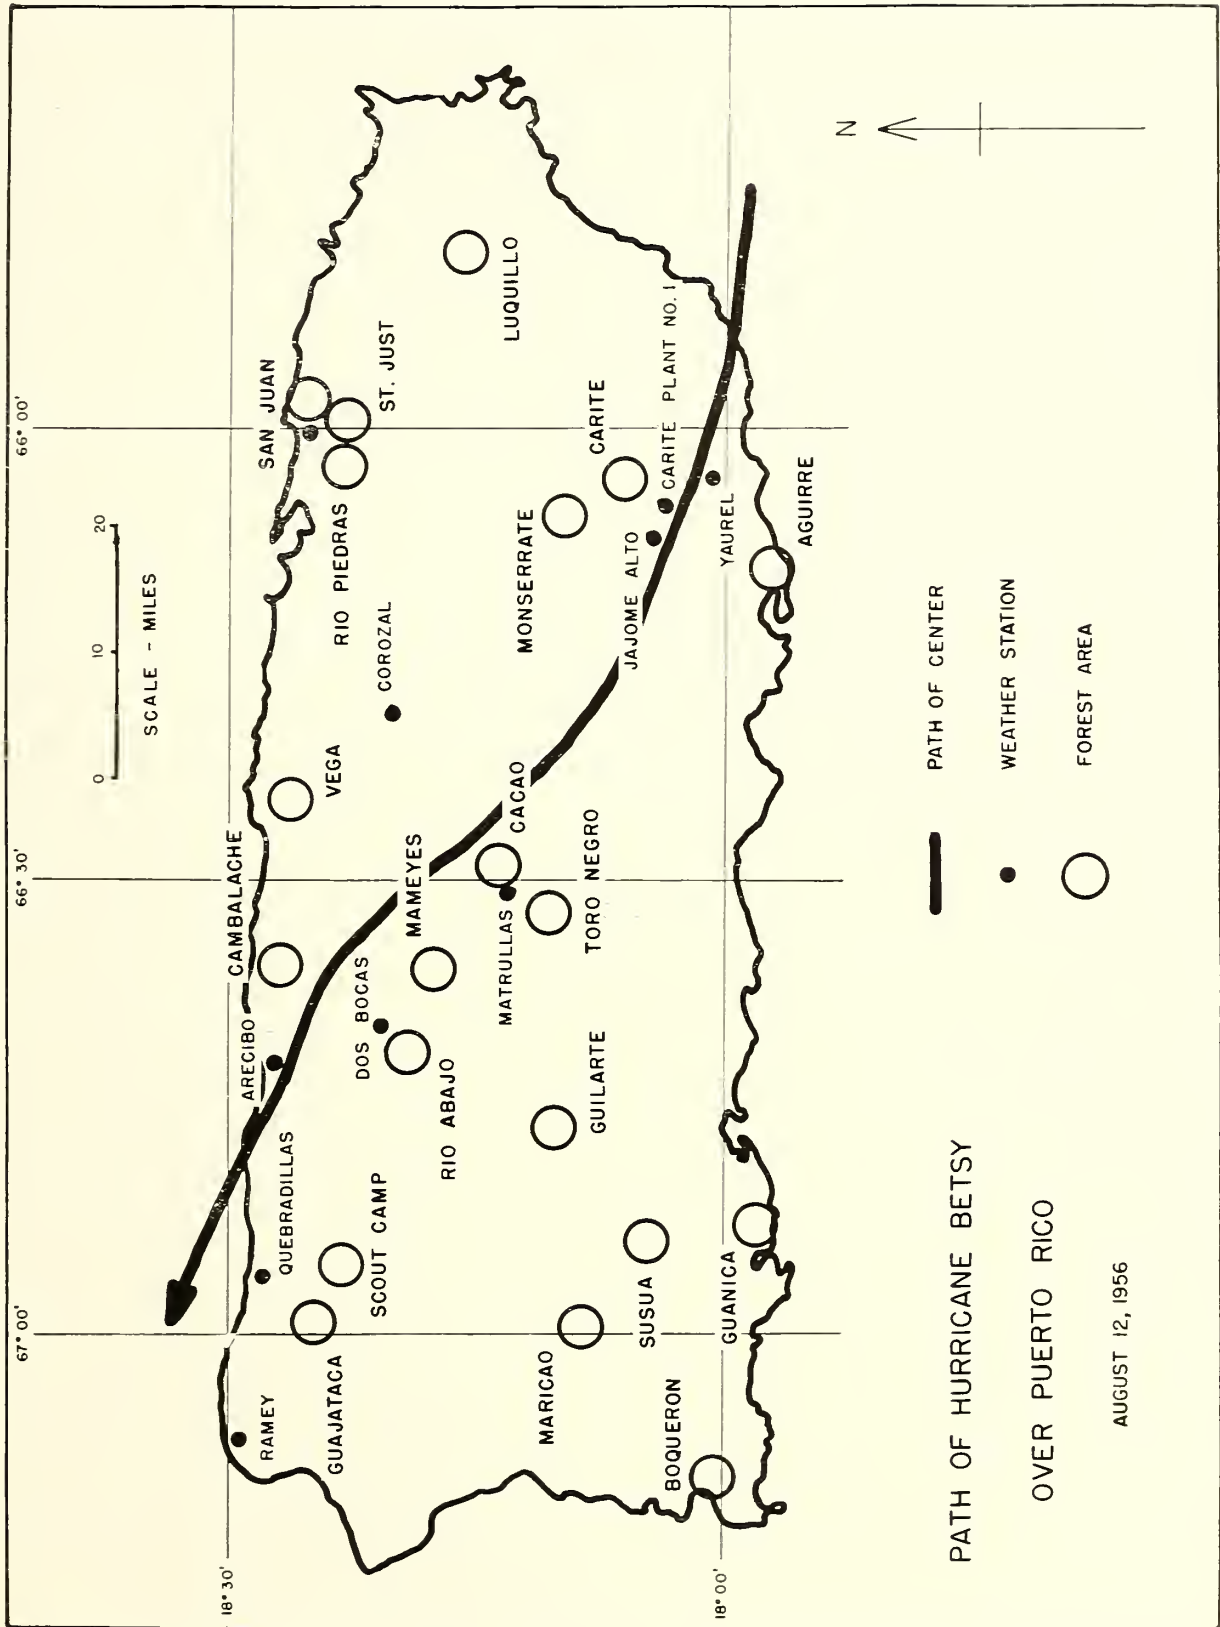 67° 00'
66° 30'
66° 00'
0 10 20
SCALE - MILES
18° 30'
18° 00'
RAMEY
QUEBRADILLAS
ARECIBO
CAMBALACHE
VEGA
SAN JUAN
RIO PIEDRAS
ST. JUST
GUAJATACA
SCOUT CAMP
DOS BOCAS
RIO ABAJO
MAMEYES
COROZAL
LUQUILLO
MATRULLAS
CACAO
TORO NEGRO
MONSERRATE
CARITE
GUILARTE
MARICAO
SUSUA
JAJOME ALTO
CARITE PLANT NO. 1
BOQUERON
GUANICA
YAUREL
AGUIRRE
PATH OF HURRICANE BETSY
OVER PUERTO RICO
AUGUST 12, 1956
PATH OF CENTER
WEATHER STATION
FOREST AREA
N